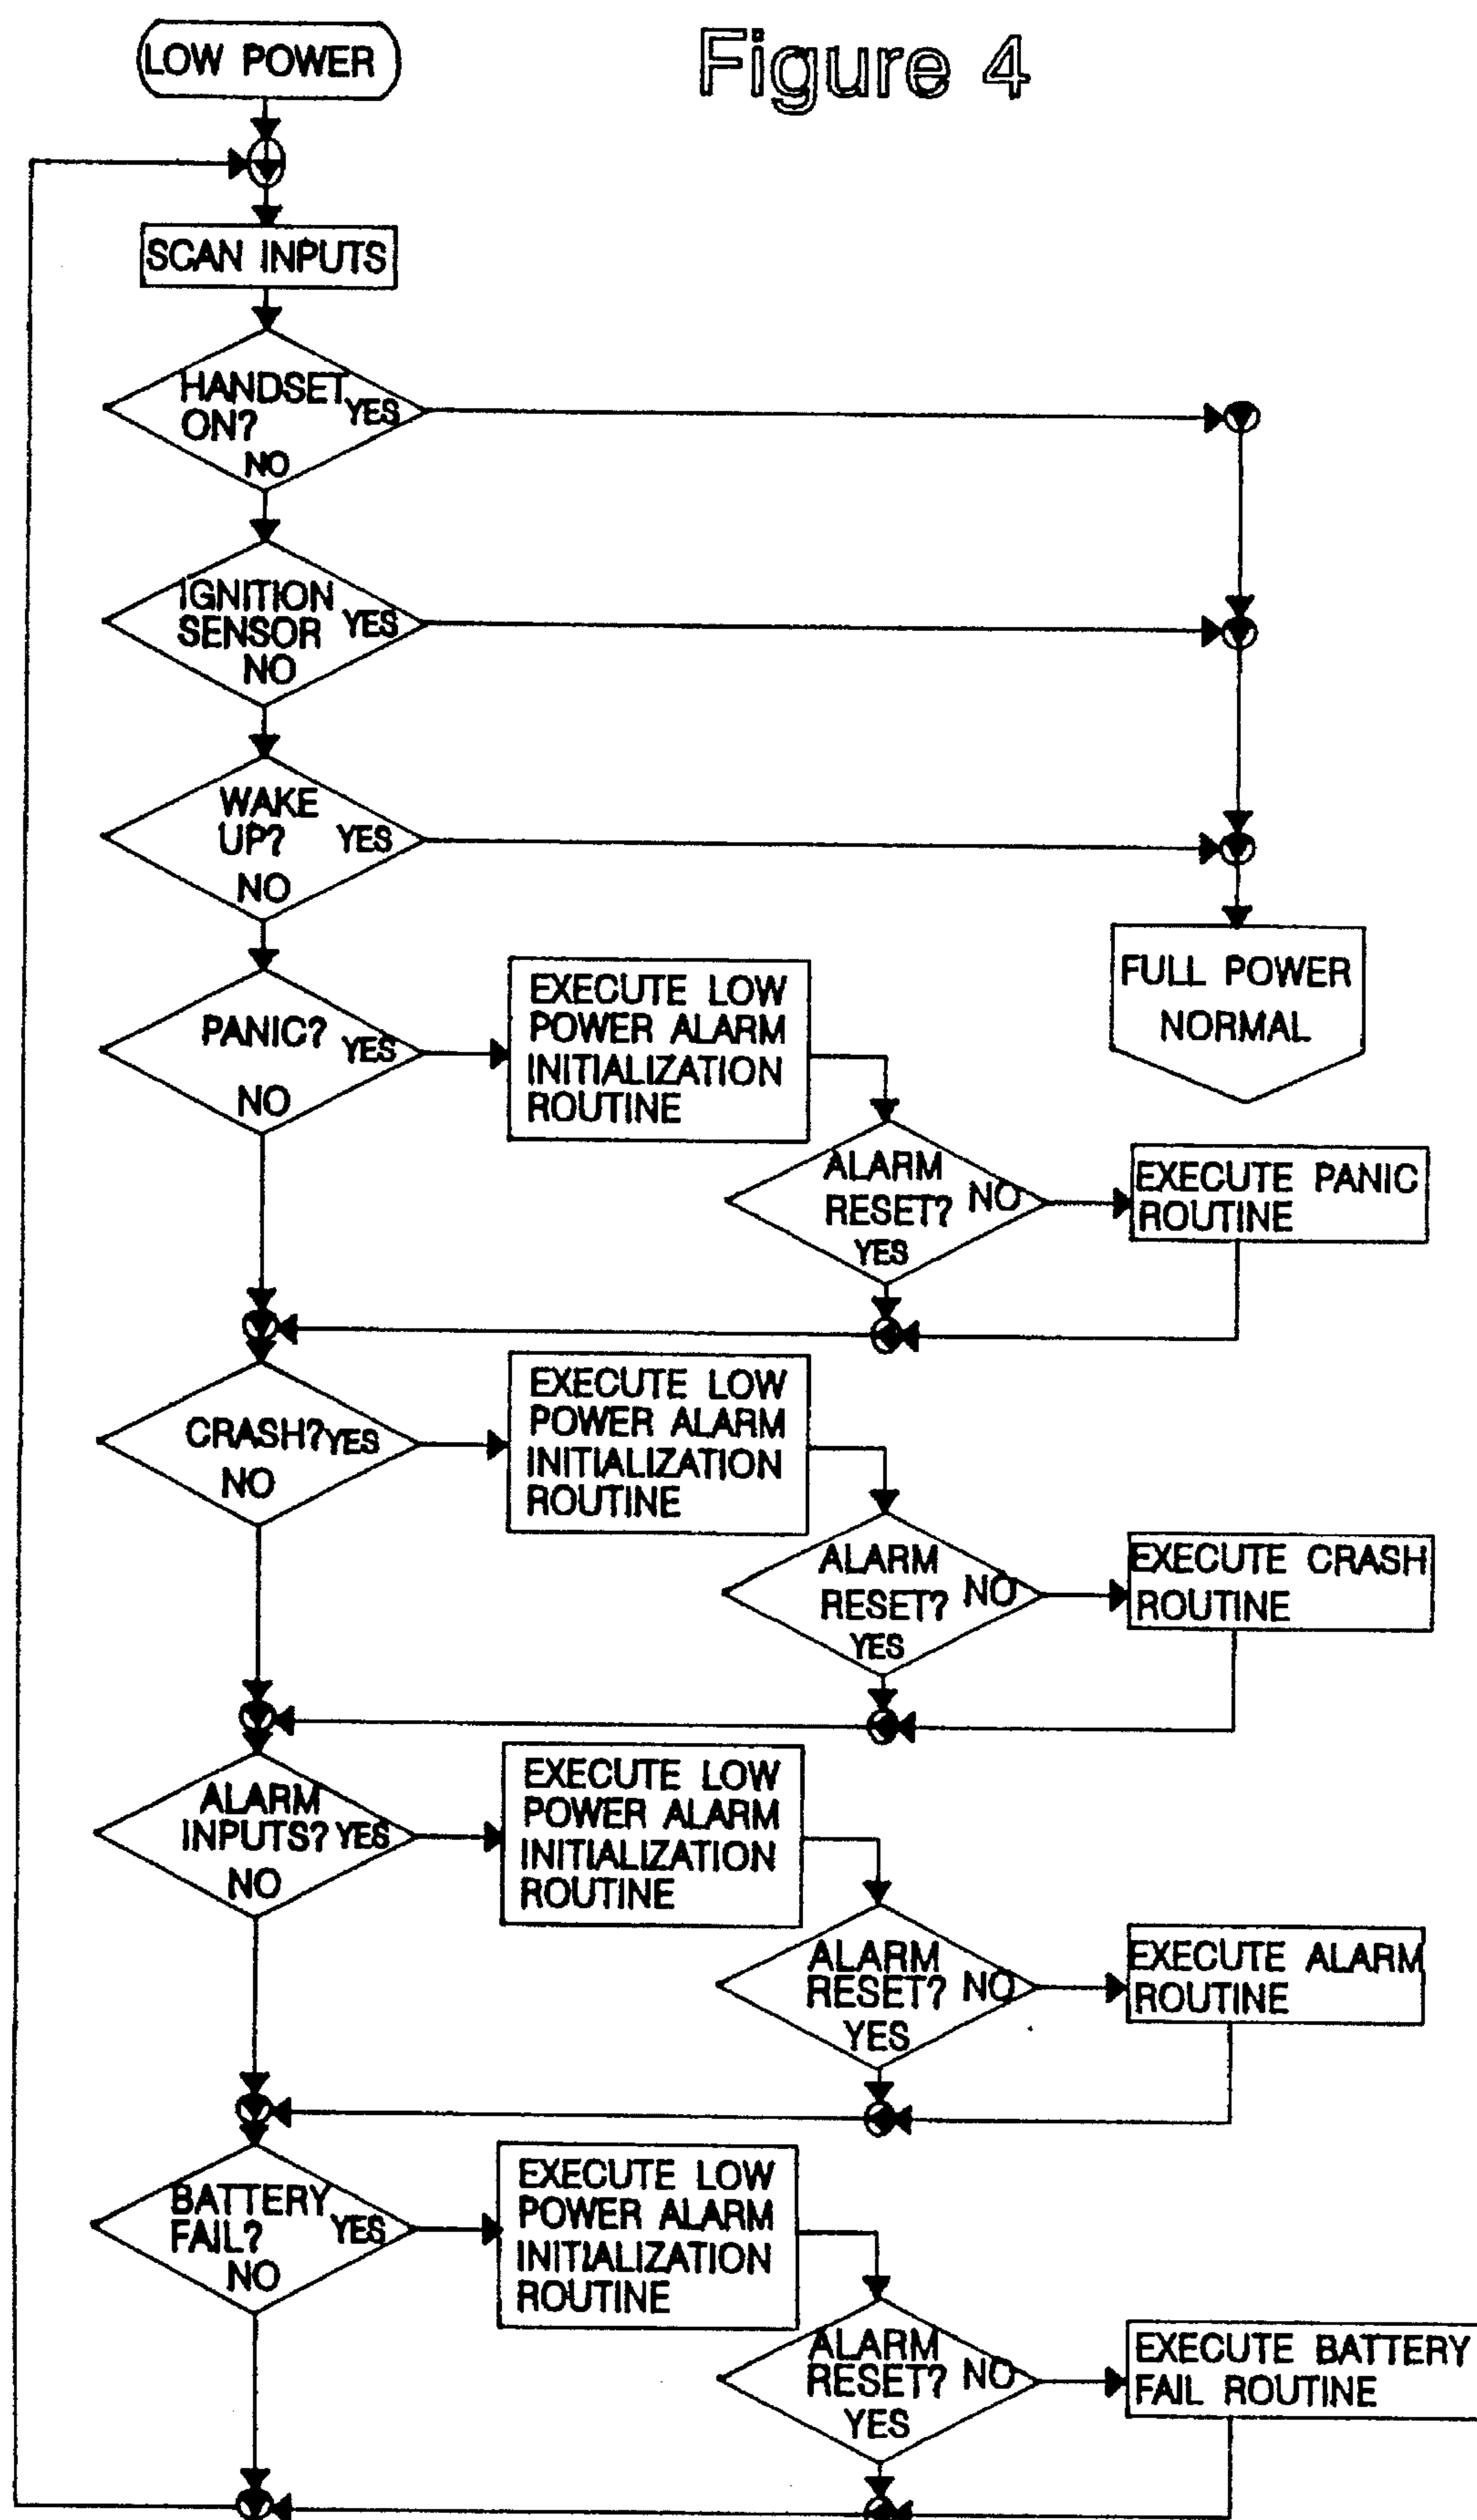 Figure 4
LOW POWER
SCAN INPUTS
HANDSET
ON?
YES
NO
IGNITION
SENSOR
YES
NO
WAKE
UP?
YES
NO
FULL POWER
NORMAL
PANIC?
YES
NO
EXECUTE LOW
POWER ALARM
INITIALIZATION
ROUTINE
ALARM
RESET?
NO
YES
EXECUTE PANIC
ROUTINE
CRASH?
YES
NO
EXECUTE LOW
POWER ALARM
INITIALIZATION
ROUTINE
ALARM
RESET?
NO
YES
EXECUTE CRASH
ROUTINE
ALARM
INPUTS?
YES
NO
EXECUTE LOW
POWER ALARM
INITIALIZATION
ROUTINE
ALARM
RESET?
NO
YES
EXECUTE ALARM
ROUTINE
BATTERY
FAIL?
YES
NO
EXECUTE LOW
POWER ALARM
INITIALIZATION
ROUTINE
ALARM
RESET?
NO
YES
EXECUTE BATTERY
FAIL ROUTINE